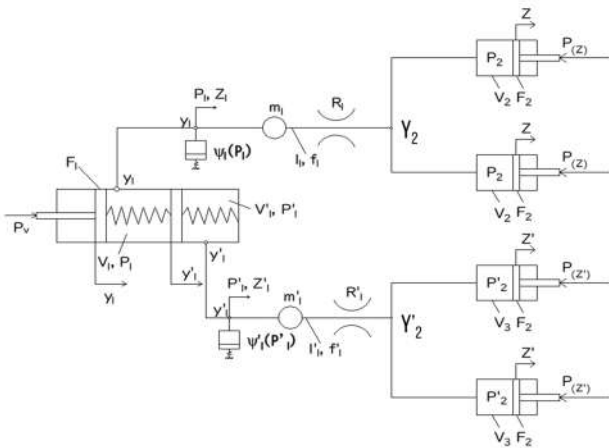 Z
P₂
P(Z)
V₂ F₂
P₁, Z₁
m₁
R₁
y₁
ψ₁(P₁)
l₁, f₁
Y₂
Z
P₂
P(Z)
V₂ F₂
F₁
y₁
Pᵥ
V'₁, P'₁
V₁, P₁
y₁
y'₁
y'₁
P'₁, Z'₁
m'₁
R'₁
y'₁
ψ'₁(P'₁)
l'₁, f'₁
Y'₂
Z'
P'₂
P(Z')
V₃ F₂
Z'
P'₂
P(Z')
V₃ F₂